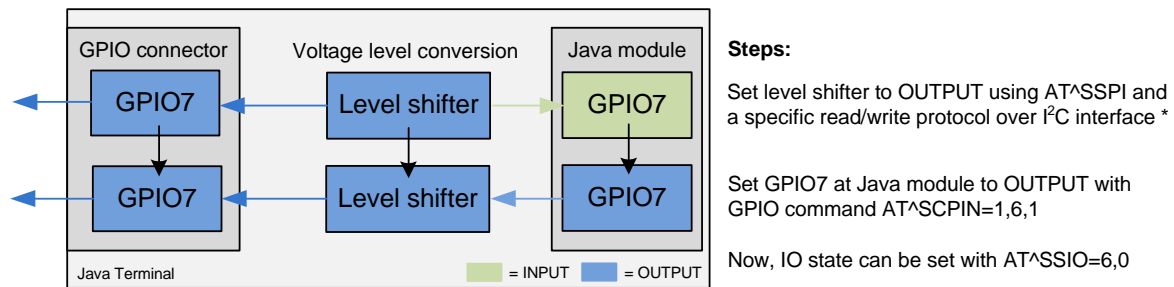 GPIO connector
Voltage level conversion
Java module
GPIO7
Level shifter
GPIO7
GPIO7
Level shifter
GPIO7
Java Terminal
= INPUT
= OUTPUT
Steps:
Set level shifter to OUTPUT using AT^SSPI and
a specific read/write protocol over I²C interface *
Set GPIO7 at Java module to OUTPUT with
GPIO command AT^SCPIN=1,6,1
Now, IO state can be set with AT^SSIO=6,0